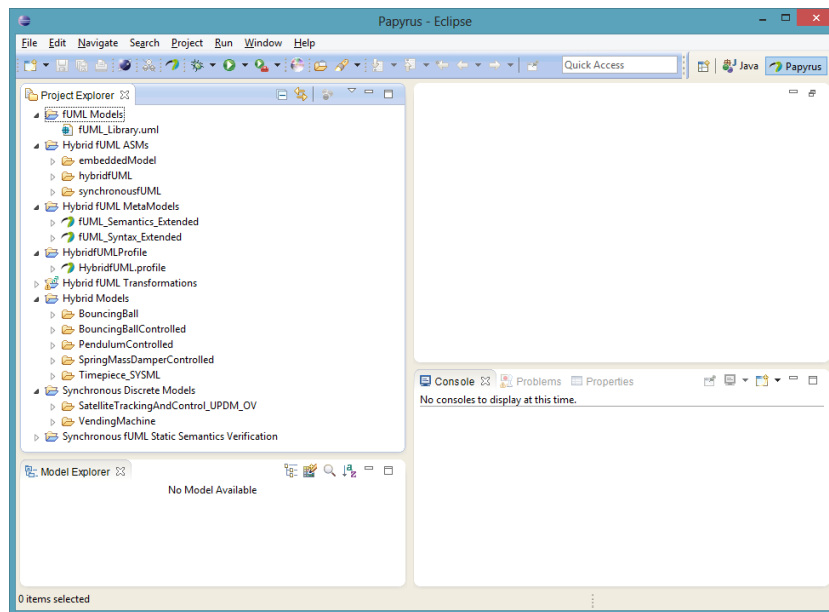 Papyrus - Eclipse
File Edit Navigate Search Project Run Window Help
Quick Access
Java
Papyrus
Project Explorer
fUML Models
fUML_Library.uml
Hybrid fUML ASMs
embeddedModel
hybridfUML
synchronousfUML
Hybrid fUML MetaModels
fUML_Semantics_Extended
fUML_Syntax_Extended
HybridfUMLProfile
HybridfUML.profile
Hybrid fUML Transformations
Hybrid Models
BouncingBall
BouncingBallControlled
PendulumControlled
SpringMassDamperControlled
Timepiece_SYSML
Synchronous Discrete Models
SatelliteTrackingAndControl_UPDM_OV
VendingMachine
Synchronous fUML Static Semantics Verification
Console Problems Properties
No consoles to display at this time.
Model Explorer
No Model Available
0 items selected